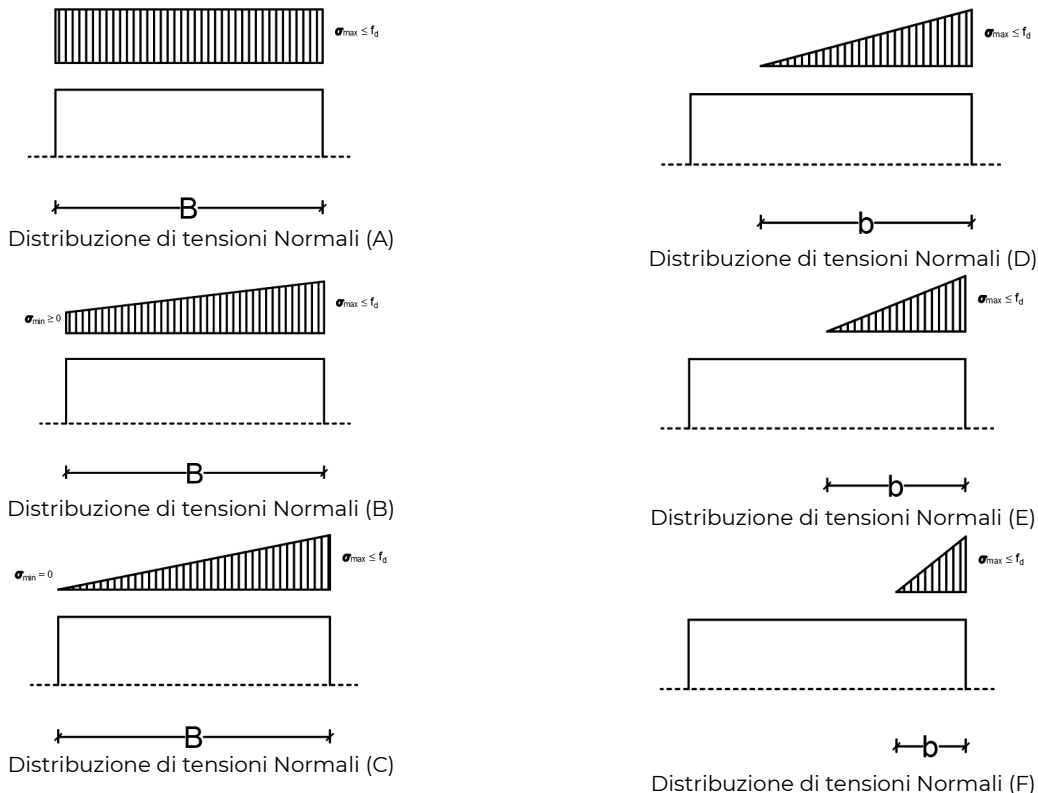 σmax ≤ fd
B
Distribuzione di tensioni Normali (A)
σmin ≥ 0
σmax ≤ fd
B
Distribuzione di tensioni Normali (B)
σmin = 0
σmax ≤ fd
B
Distribuzione di tensioni Normali (C)
σmax ≤ fd
b
Distribuzione di tensioni Normali (D)
σmax ≤ fd
b
Distribuzione di tensioni Normali (E)
σmax ≤ fd
b
Distribuzione di tensioni Normali (F)